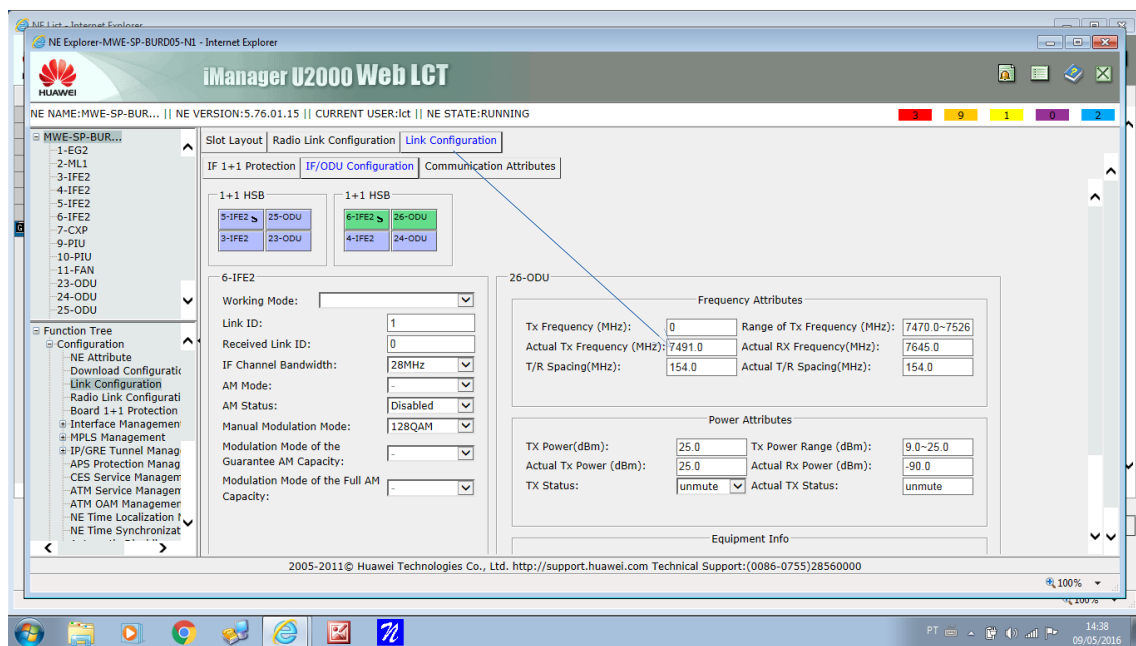 NE List - Internet Explorer
NE Explorer-MWE-SP-BURD05-N1 - Internet Explorer
HUAWEI
iManager U2000 Web LCT
NE NAME:MWE-SP-BUR... || NE VERSION:5.76.01.15 || CURRENT USER:lct || NE STATE:RUNNING
3 9 1 0 2
MWE-SP-BUR...
1-EG2
2-ML1
3-IFE2
4-IFE2
5-IFE2
6-IFE2
7-CXP
9-PIU
10-PIU
11-FAN
23-ODU
24-ODU
25-ODU
Function Tree
Configuration
NE Attribute
Download Configuratic
Link Configuration
Radio Link Configurati
Board 1+1 Protection
Interface Management
MPLS Management
IP/GRE Tunnel Manag
APS Protection Manag
CES Service Managem
ATM Service Managem
ATM OAM Managemer
NE Time Localization
NE Time Synchronizat
Slot Layout Radio Link Configuration Link Configuration
IF 1+1 Protection IF/ODU Configuration Communication Attributes
1+1 HSB
5-IFE2 25-ODU
3-IFE2 23-ODU
1+1 HSB
6-IFE2 26-ODU
4-IFE2 24-ODU
6-IFE2
Working Mode:
Link ID: 1
Received Link ID: 0
IF Channel Bandwidth: 28MHz
AM Mode: -
AM Status: Disabled
Manual Modulation Mode: 128QAM
Modulation Mode of the
Guarantee AM Capacity: -
Modulation Mode of the Full AM
Capacity: -
26-ODU
Frequency Attributes
Tx Frequency (MHz): 0 Range of Tx Frequency (MHz): 7470.0~7526
Actual Tx Frequency (MHz): 7491.0 Actual RX Frequency(MHz): 7645.0
T/R Spacing(MHz): 154.0 Actual T/R Spacing(MHz): 154.0
Power Attributes
TX Power(dBm): 25.0 Tx Power Range (dBm): 9.0~25.0
Actual Tx Power (dBm): 25.0 Actual Rx Power (dBm): -90.0
TX Status: unmute Actual TX Status: unmute
Equipment Info
2005-2011© Huawei Technologies Co., Ltd. http://support.huawei.com Technical Support:(0086-0755)28560000
100%
100%
PT
14:38
09/05/2016